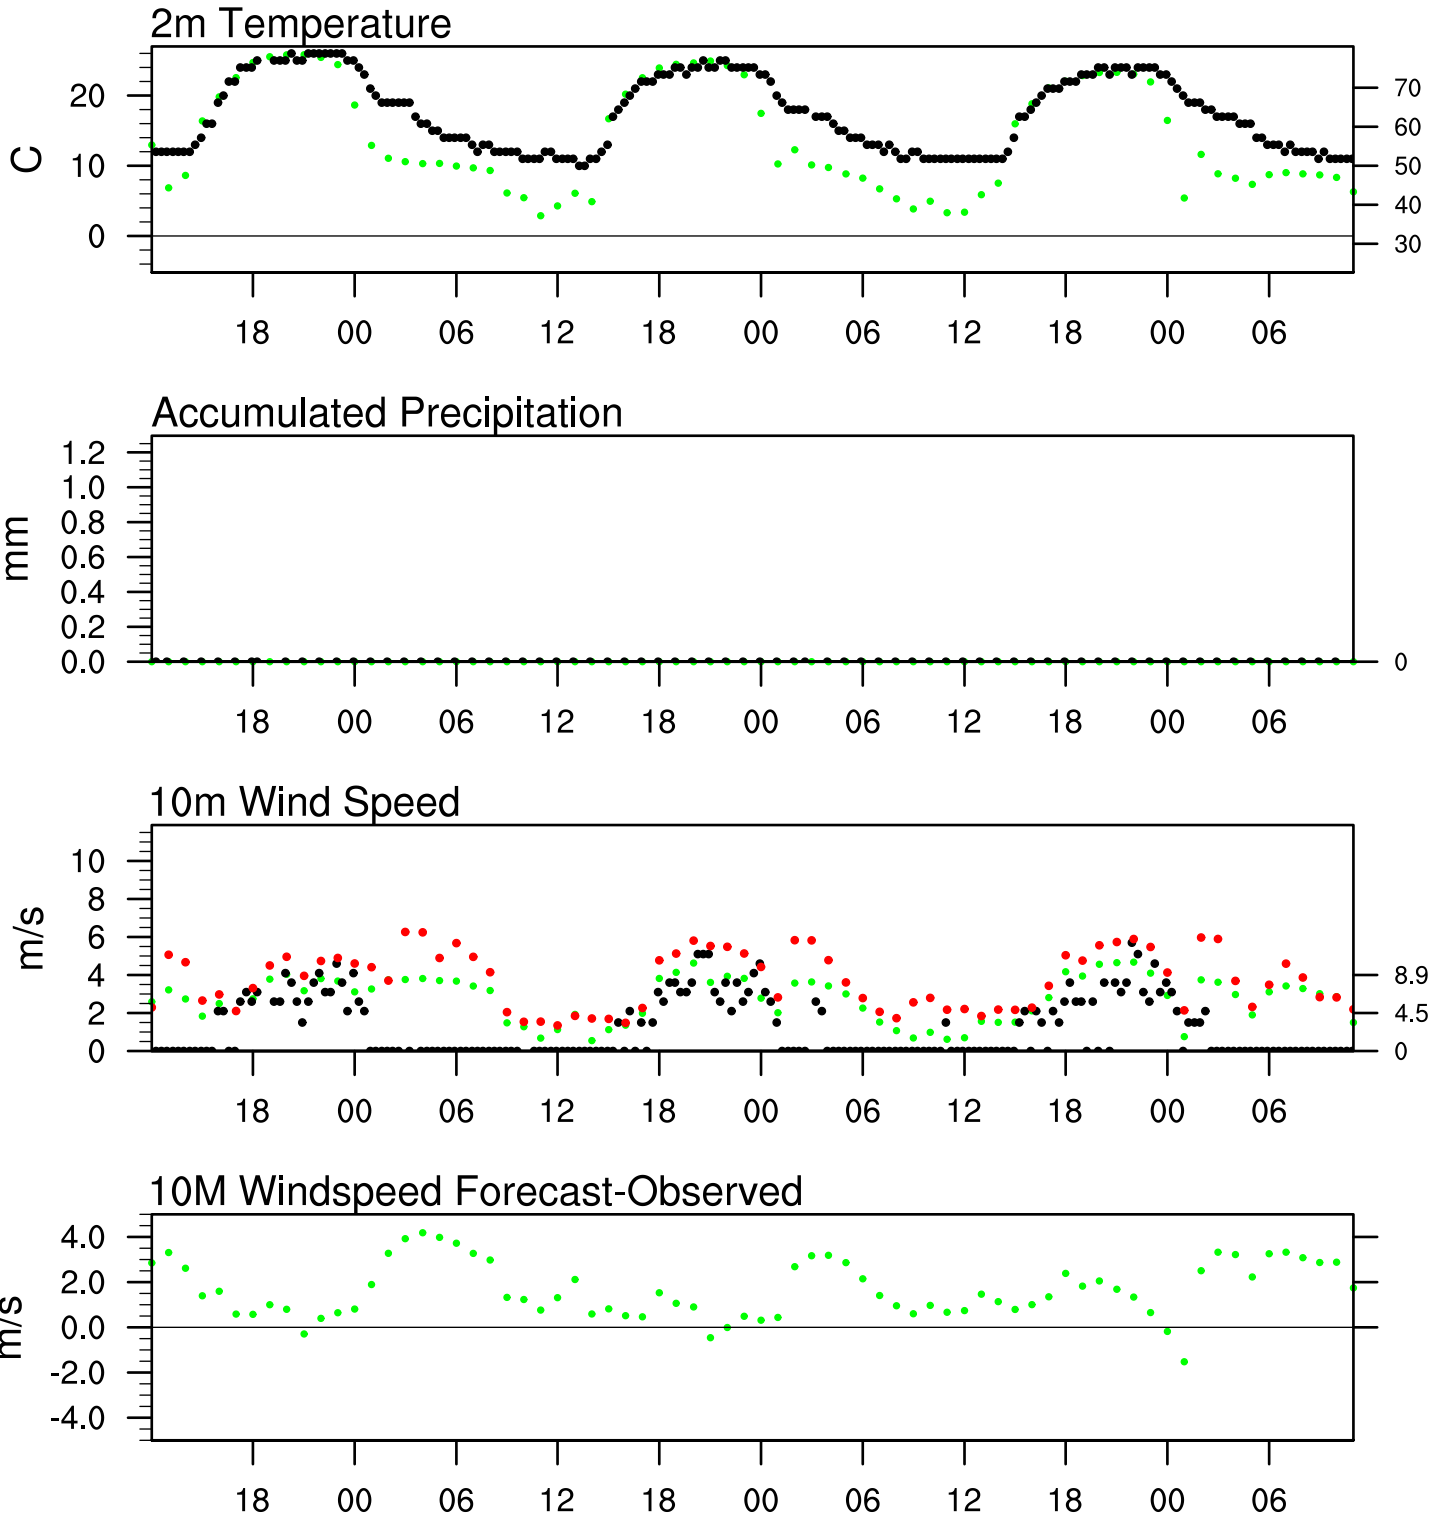 2m Temperature
C
20
10
0
70
60
50
40
30
18 00 06 12 18 00 06 12 18 00 06
Accumulated Precipitation
mm
1.2
1.0
0.8
0.6
0.4
0.2
0.0
0
18 00 06 12 18 00 06 12 18 00 06
10m Wind Speed
m/s
10
8
6
4
2
0
8.9
4.5
0
18 00 06 12 18 00 06 12 18 00 06
10M Windspeed Forecast-Observed
m/s
4.0
2.0
0.0
-2.0
-4.0
18 00 06 12 18 00 06 12 18 00 06